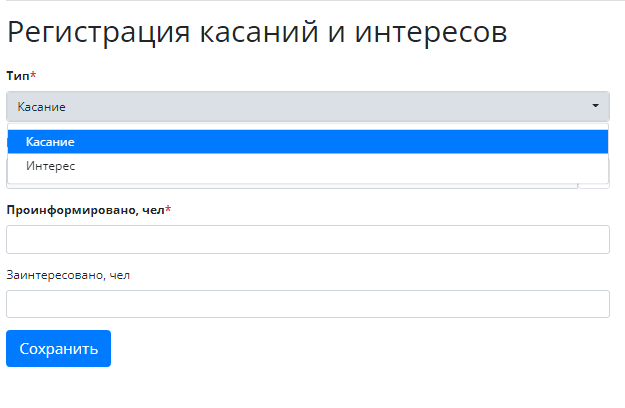 Регистрация касаний и интересов
Тип*
Касание
Касание
Интерес
Проинформировано, чел*
Заинтересовано, чел
Сохранить